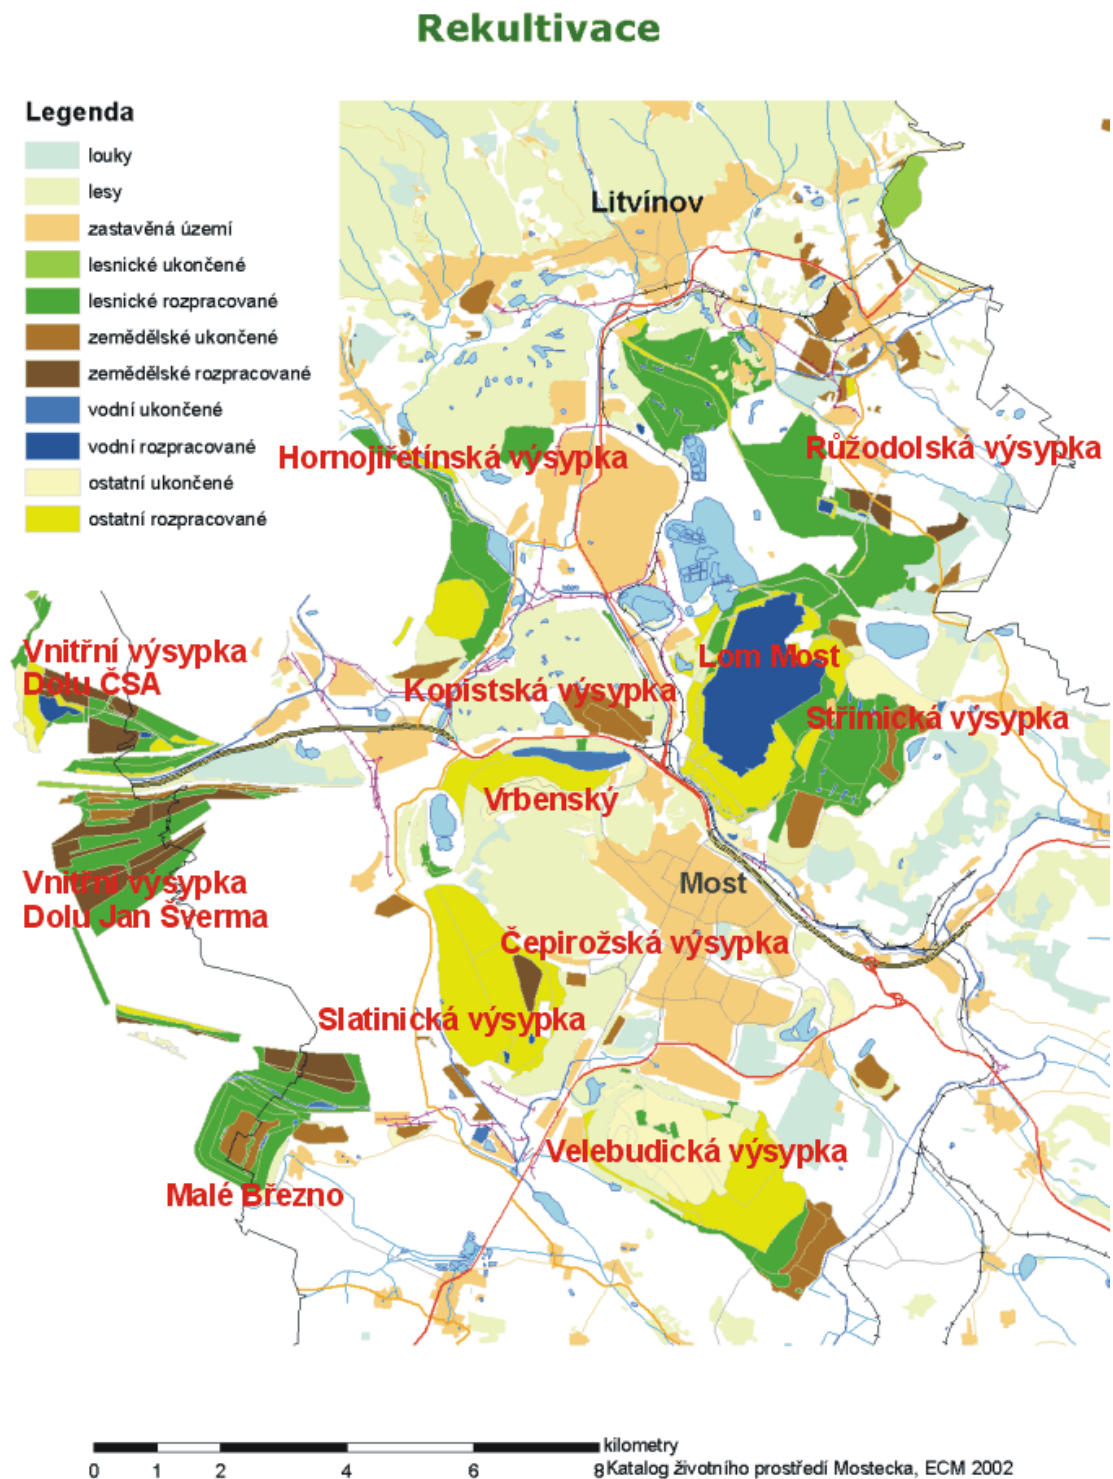 Rekultivace
Legenda
louky
lesy
zastavěná území
lesnické ukončené
lesnické rozpracované
zemědělské ukončené
zemědělské rozpracované
vodní ukončené
vodní rozpracované
ostatní ukončené
ostatní rozpracované
Litvínov
Hornojiřetínská výsypka
Růžodolská výsypka
Vnitřní výsypka
Dolu ČSA
Lom Most
Kopistská výsypka
Střimická výsypka
Vrbenský
Vnitřní výsypka
Dolu Jan Šverma
Most
Čepirožská výsypka
Slatinická výsypka
Velebudická výsypka
Malé Březno
kilometry
0 1 2 4 6 8
Katalog životního prostředí Mostecka, ECM 2002